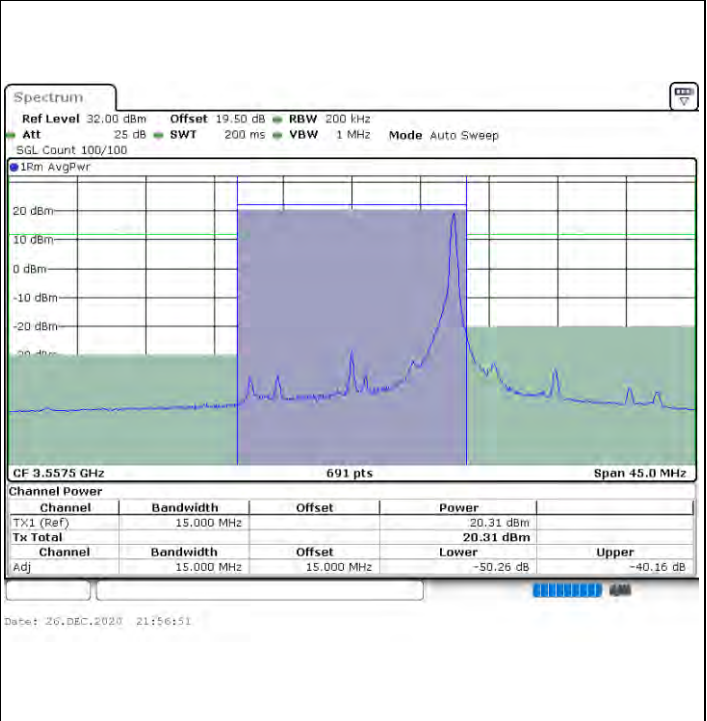 Spectrum
Ref Level 32.00 dBm Offset 19.50 dB RBW 200 kHz
Att 25 dB SWT 200 ms VBW 1 MHz Mode Auto Sweep
SGL Count 100/100
1Rm AvgPwr
20 dBm
10 dBm
0 dBm
-10 dBm
-20 dBm
-30 dBm
CF 3.5575 GHz 691 pts Span 45.0 MHz
Channel Power
Channel Bandwidth Offset Power
TX1 (Ref) 15.000 MHz 20.31 dBm
Tx Total 20.31 dBm
Channel Bandwidth Offset Lower Upper
Adj 15.000 MHz 15.000 MHz -50.26 dB -40.16 dB
Date: 26.DEC.2020 21:56:51